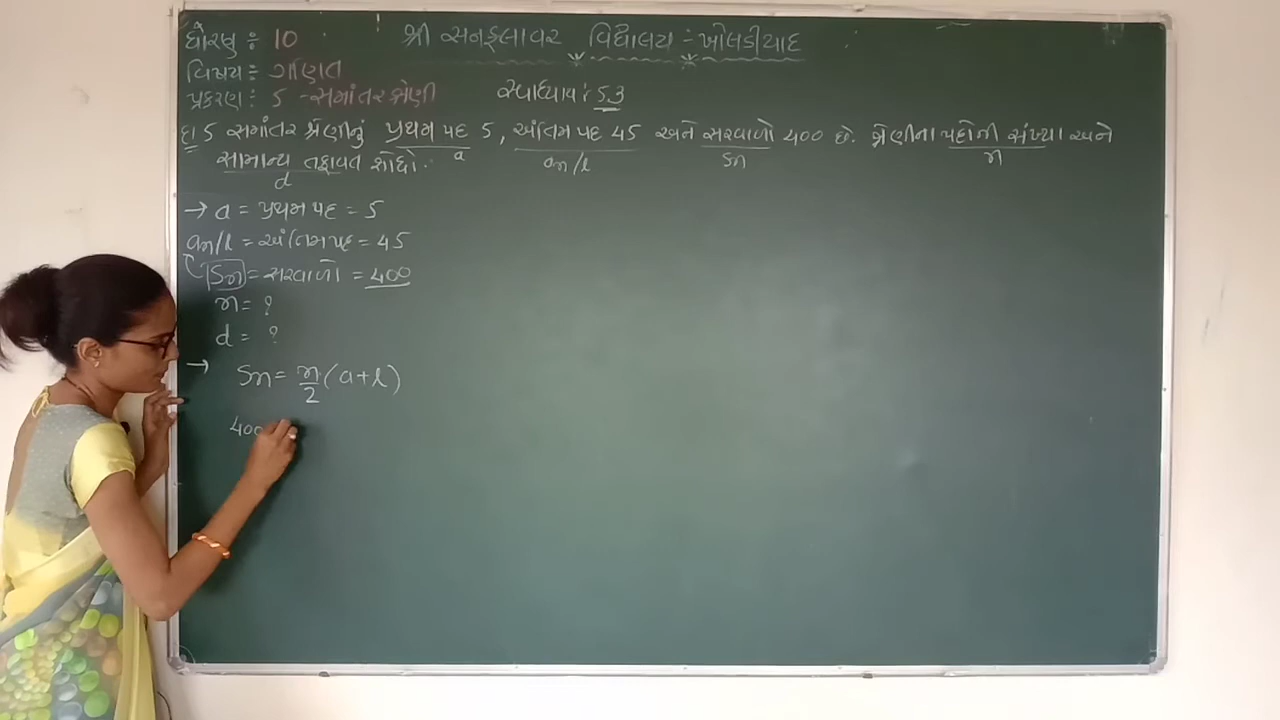 ધોરણ ÷ 10
શ્રી સનફલાવર વિદ્યાલય - ખોલડીયાદ
વિષય ÷ ગણિત
પ્રકરણ : 5 - સમાંતર શ્રેણી
સ્વાધ્યાય : 5.3
દા 5 સમાંતર શ્રેણીનું પ્રથમ પદ 5, અંતિમ પદ 45 અને સરવાળો 400 છે. શ્રેણીના પદોની સંખ્યા અને
a an/l Sn n
સામાન્ય તફાવત શોધો.
d
→ a = પ્રથમ પદ = 5
an/l = અંતિમ પદ = 45
Sn = સરવાળો = 400
n = ?
d = ?
→ Sn = n/2 (a+l)
400